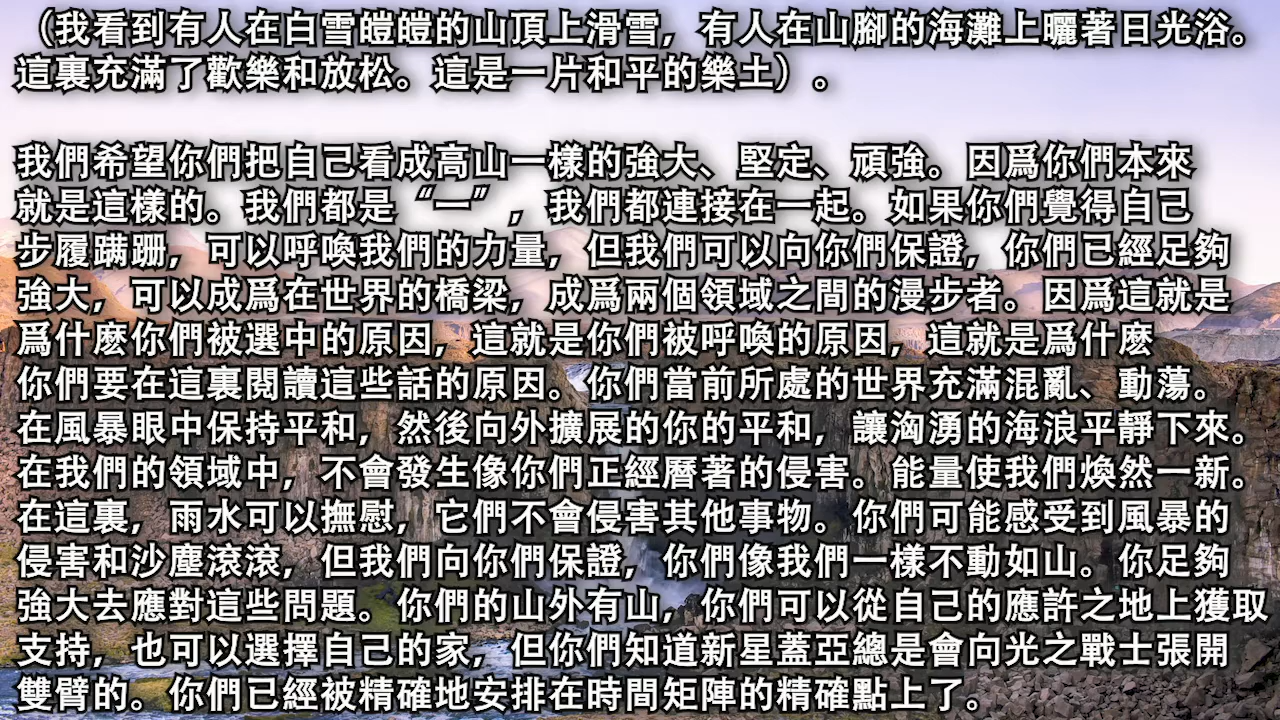 （我看到有人在白雪皚皚的山頂上滑雪，有人在山腳的海灘上曬著日光浴。
這裏充滿了歡樂和放松。這是一片和平的樂土）。
我們希望你們把自己看成高山一樣的強大、堅定、頑強。因爲你們本來
就是這樣的。我們都是“一”，我們都連接在一起。如果你們覺得自己
步履蹣跚，可以呼喚我們的力量，但我們可以向你們保證，你們已經足夠
強大，可以成爲在世界的橋梁，成爲兩個領域之間的漫步者。因爲這就是
爲什麽你們被選中的原因，這就是你們被呼喚的原因，這就是爲什麽
你們要在這裏閱讀這些話的原因。你們當前所處的世界充滿混亂、動蕩。
在風暴眼中保持平和，然後向外擴展的你的平和，讓洶湧的海浪平靜下來。
在我們的領域中，不會發生像你們正經曆著的侵害。能量使我們煥然一新。
在這裏，雨水可以撫慰，它們不會侵害其他事物。你們可能感受到風暴的
侵害和沙塵滾滾，但我們向你們保證，你們像我們一樣不動如山。你足夠
強大去應對這些問題。你們的山外有山，你們可以從自己的應許之地上獲取
支持，也可以選擇自己的家，但你們知道新星蓋亞總是會向光之戰士張開
雙臂的。你們已經被精確地安排在時間矩陣的精確點上了。